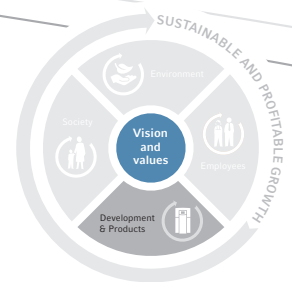 SUSTAINABLE AND PROFITABLE GROWTH
Environment
Society
Vision
and
values
Employees
Development
& Products